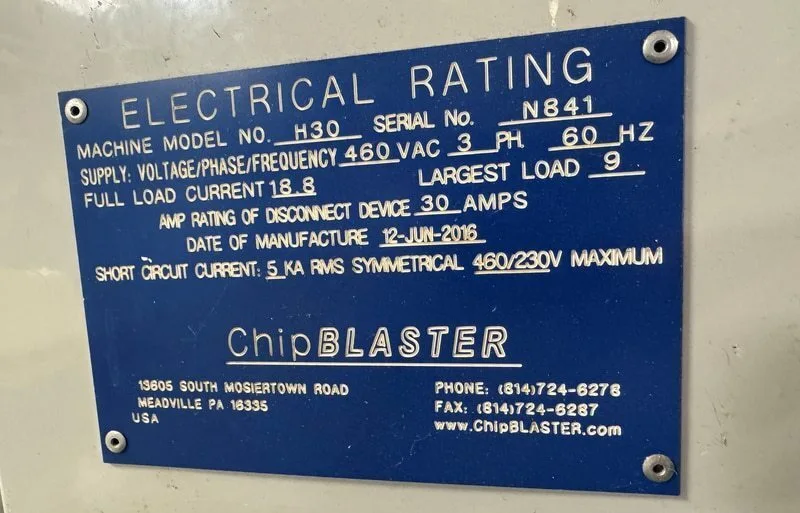 ELECTRICAL RATING
MACHINE MODEL NO. H30 SERIAL No. N841
SUPPLY: VOLTAGE/PHASE/FREQUENCY 460 VAC 3 PH 60 HZ
FULL LOAD CURRENT 18.8 LARGEST LOAD 9
AMP RATING OF DISCONNECT DEVICE 30 AMPS
DATE OF MANUFACTURE 12-JUN-2016
SHORT CIRCUIT CURRENT: 5 KA RMS SYMMETRICAL 460/230V MAXIMUM
ChipBLASTER
13605 SOUTH MOSIERTOWN ROAD
MEADVILLE PA 16335
USA
PHONE: (814)724-6278
FAX: (814)724-6287
www.ChipBLASTER.com